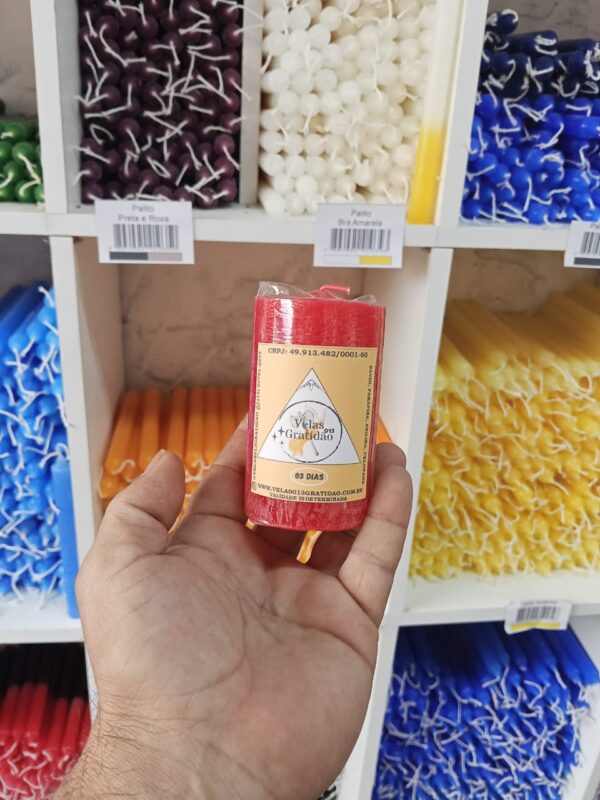 Palito
Preta e Roxa
Palito
Bra Amarela
CNPJ: 49.913.482/0001-60
Velas
013
Gratidão
03 DIAS
WWW.VELAS013GRATIDAO.COM.BR
VALIDADE INDETERMINADA